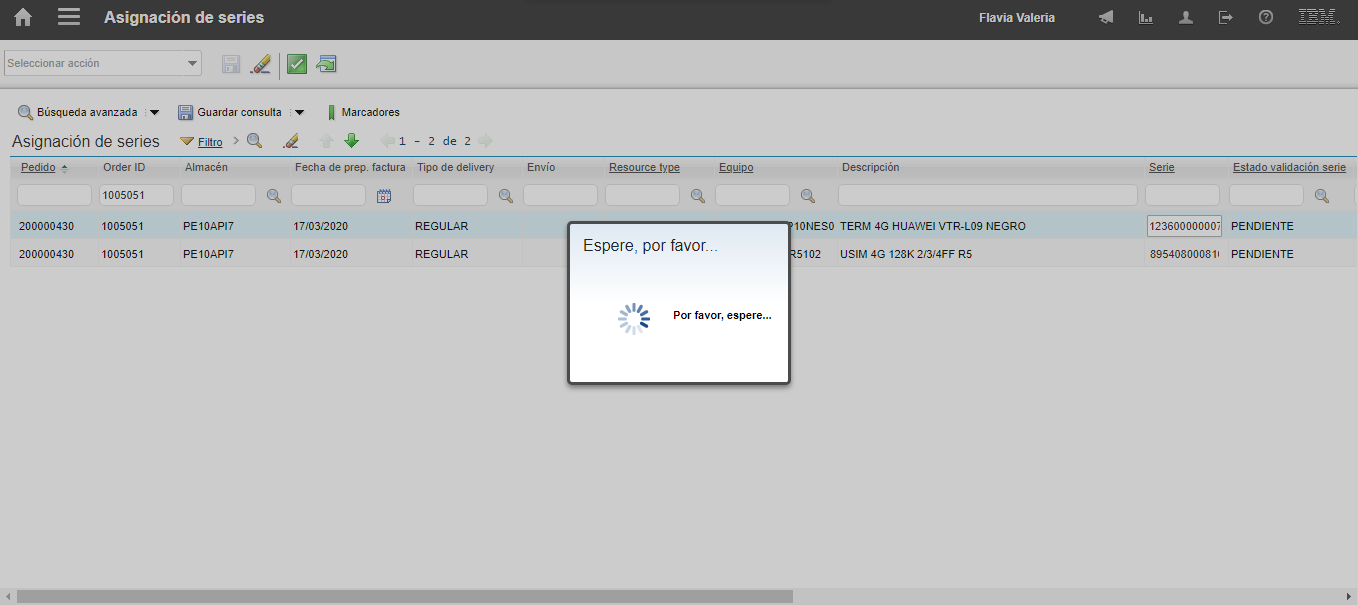 Asignación de series
Flavia Valeria
IBM.
Seleccionar acción
Búsqueda avanzada
Guardar consulta
Marcadores
Asignación de series
Filtro
1 - 2 de 2
Pedido Order ID Almacén Fecha de prep. factura Tipo de delivery Envío Resource type Equipo Descripción Serie Estado validación serie
1005051
200000430 1005051 PE10API7 17/03/2020 REGULAR P10NES0 TERM 4G HUAWEI VTR-L09 NEGRO 123600000007 PENDIENTE
200000430 1005051 PE10API7 17/03/2020 REGULAR R5102 USIM 4G 128K 2/3/4FF R5 895408000810 PENDIENTE
Espere, por favor...
Por favor, espere...